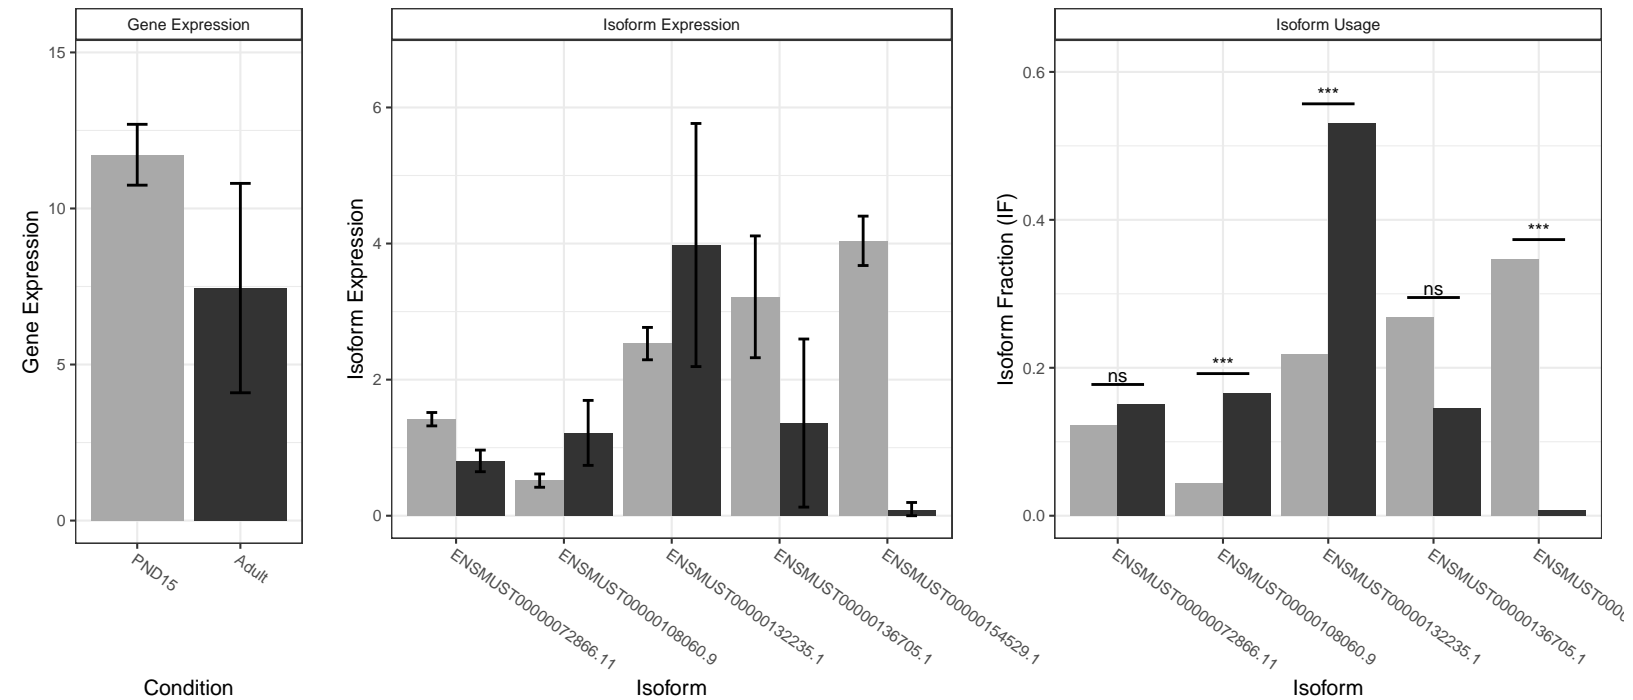 Gene Expression
Isoform Expression
Isoform Usage
Gene Expression
15
10
5
0
PND15
Adult
Condition
Isoform Expression
6
4
2
0
ENSMUST00000072866.11
ENSMUST00000108060.9
ENSMUST00000132235.1
ENSMUST00000136705.1
ENSMUST00000154529.1
Isoform
Isoform Fraction (IF)
0.6
0.4
0.2
0.0
ns
***
***
ns
***
ENSMUST00000072866.11
ENSMUST00000108060.9
ENSMUST00000132235.1
ENSMUST00000136705.1
Isoform